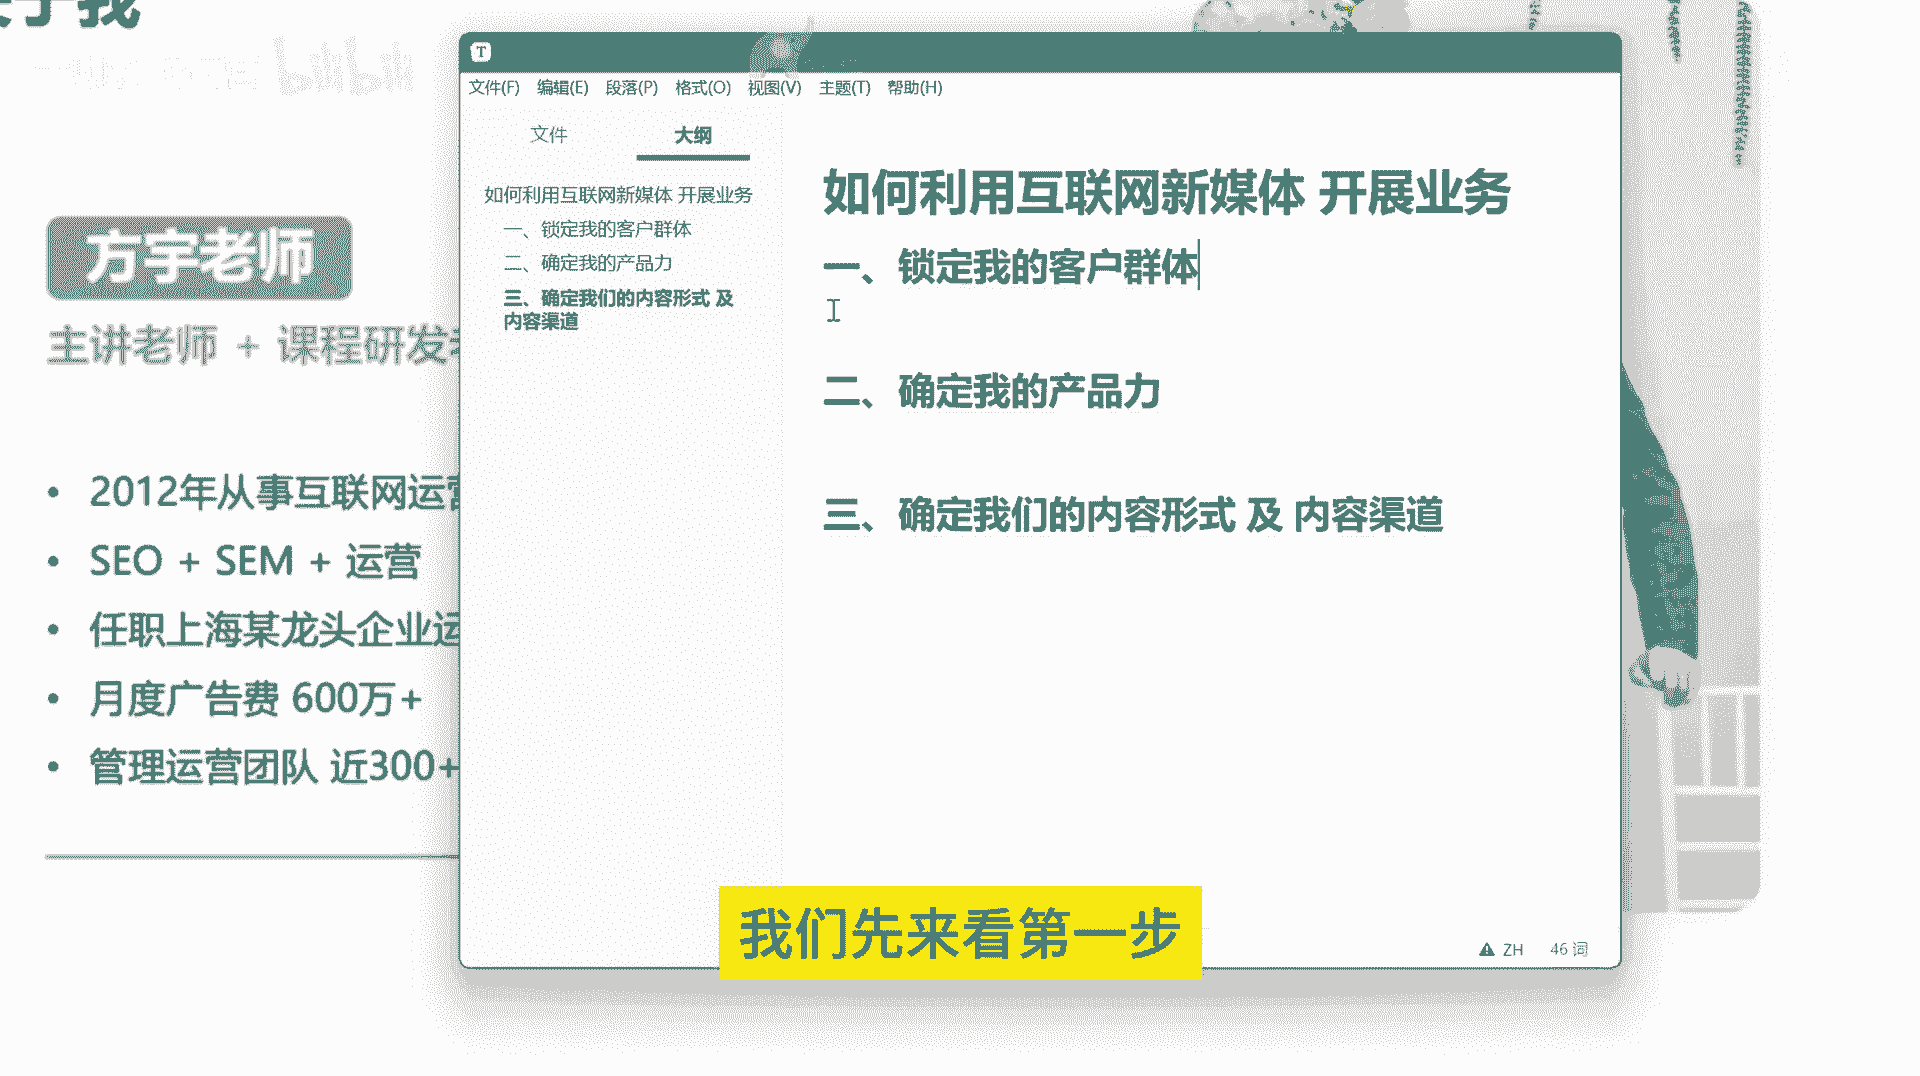 bilibili
方宇老师
主讲老师 + 课程研发
• 2012年从事互联网运营
• SEO + SEM + 运营
• 任职上海某龙头企业运
• 月度广告费 600万+
• 管理运营团队 近300+
T
文件(F) 编辑(E) 段落(P) 格式(O) 视图(V) 主题(T) 帮助(H)
文件 大纲
如何利用互联网新媒体 开展业务
一、锁定我的客户群体
二、确定我的产品力
三、确定我们的内容形式 及
内容渠道
如何利用互联网新媒体 开展业务
一、锁定我的客户群体
二、确定我的产品力
三、确定我们的内容形式 及 内容渠道
ZH 46 词
我们先来看第一步